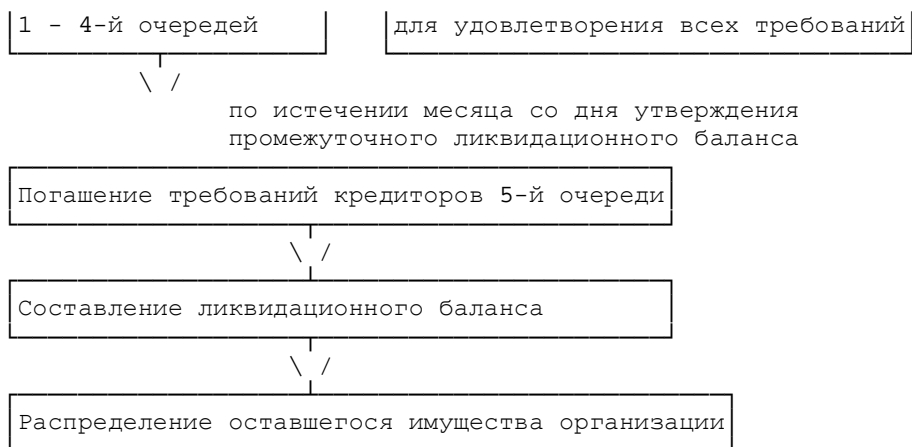 1 - 4-й очередей
для удовлетворения всех требований
\ /
по истечении месяца со дня утверждения
промежуточного ликвидационного баланса
Погашение требований кредиторов 5-й очереди
\ /
Составление ликвидационного баланса
\ /
Распределение оставшегося имущества организации